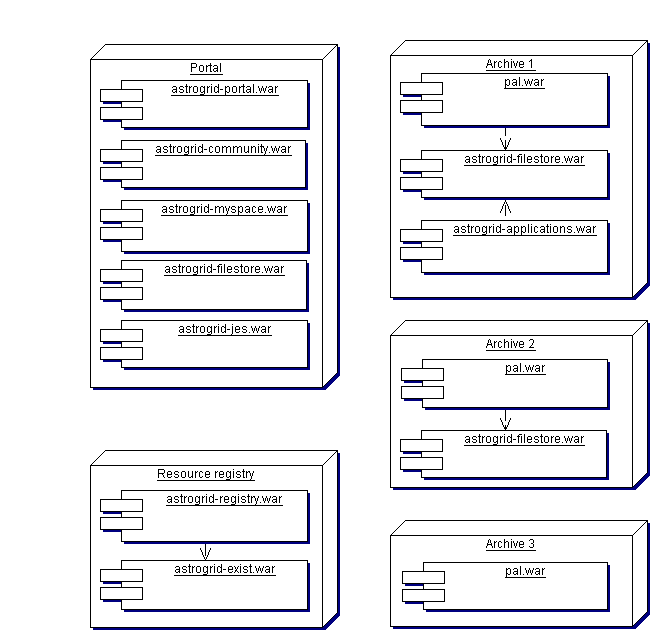 Portal
astrogrid-portal.war
astrogrid-community.war
astrogrid-myspace.war
astrogrid-filestore.war
astrogrid-jes.war
Resource registry
astrogrid-registry.war
astrogrid-exist.war
Archive 1
pal.war
astrogrid-filestore.war
astrogrid-applications.war
Archive 2
pal.war
astrogrid-filestore.war
Archive 3
pal.war